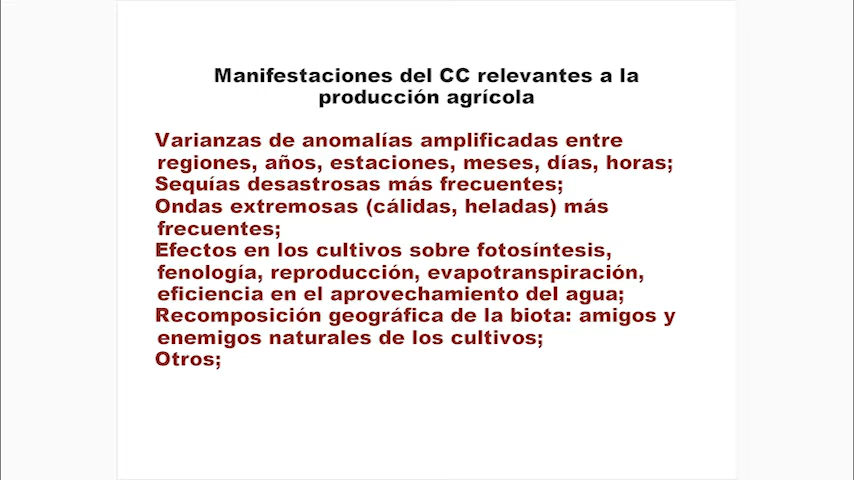 Manifestaciones del CC relevantes a la
producción agrícola
Varianzas de anomalías amplificadas entre
regiones, años, estaciones, meses, días, horas;
Sequías desastrosas más frecuentes;
Ondas extremosas (cálidas, heladas) más
frecuentes;
Efectos en los cultivos sobre fotosíntesis,
fenología, reproducción, evapotranspiración,
eficiencia en el aprovechamiento del agua;
Recomposición geográfica de la biota: amigos y
enemigos naturales de los cultivos;
Otros;